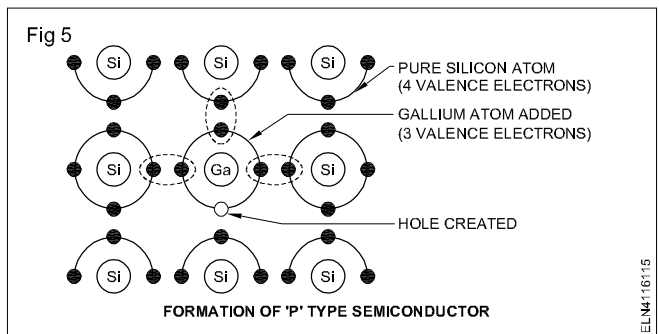 Fig 5
Si Si Si
PURE SILICON ATOM
(4 VALENCE ELECTRONS)
GALLIUM ATOM ADDED
(3 VALENCE ELECTRONS)
Si Ga Si
HOLE CREATED
Si Si Si
FORMATION OF 'P' TYPE SEMICONDUCTOR
ELN4116115